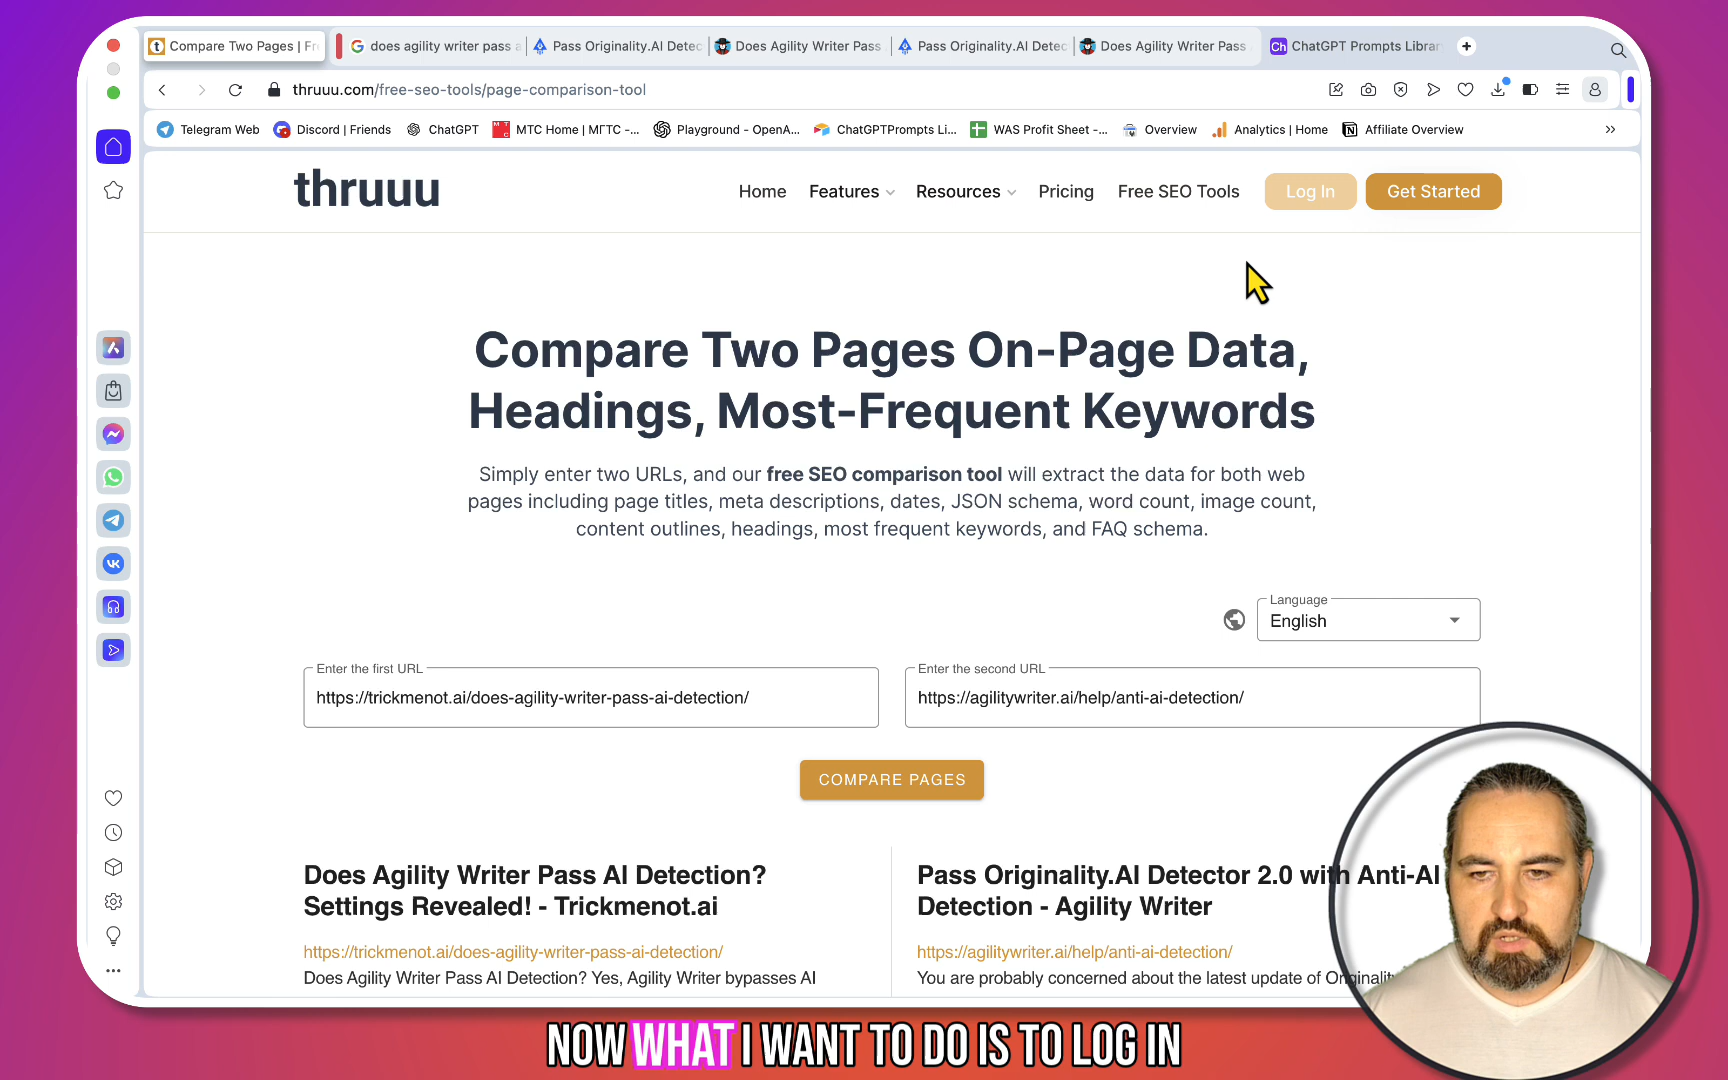 Compare Two Pages | Fr
does agility writer pass a
Pass Originality.AI Detec
Does Agility Writer Pass
Pass Originality.AI Detec
Does Agility Writer Pass
Ch
ChatGPT Prompts Librar
thruuu.com/free-seo-tools/page-comparison-tool
Telegram Web
Discord | Friends
ChatGPT
MTC Home | МГТС -...
Playground - OpenA...
ChatGPTPrompts Li...
WAS Profit Sheet -...
Overview
Analytics | Home
Affiliate Overview
thruuu
Home
Features
Resources
Pricing
Free SEO Tools
Log In
Get Started
Compare Two Pages On-Page Data,
Headings, Most-Frequent Keywords
Simply enter two URLs, and our free SEO comparison tool will extract the data for both web
pages including page titles, meta descriptions, dates, JSON schema, word count, image count,
content outlines, headings, most frequent keywords, and FAQ schema.
Language
English
Enter the first URL
https://trickmenot.ai/does-agility-writer-pass-ai-detection/
Enter the second URL
https://agilitywriter.ai/help/anti-ai-detection/
COMPARE PAGES
Does Agility Writer Pass AI Detection?
Settings Revealed! - Trickmenot.ai
https://trickmenot.ai/does-agility-writer-pass-ai-detection/
Does Agility Writer Pass AI Detection? Yes, Agility Writer bypasses AI
Pass Originality.AI Detector 2.0 with Anti-AI
Detection - Agility Writer
https://agilitywriter.ai/help/anti-ai-detection/
You are probably concerned about the latest update of Originality
NOW WHAT I WANT TO DO IS TO LOG IN